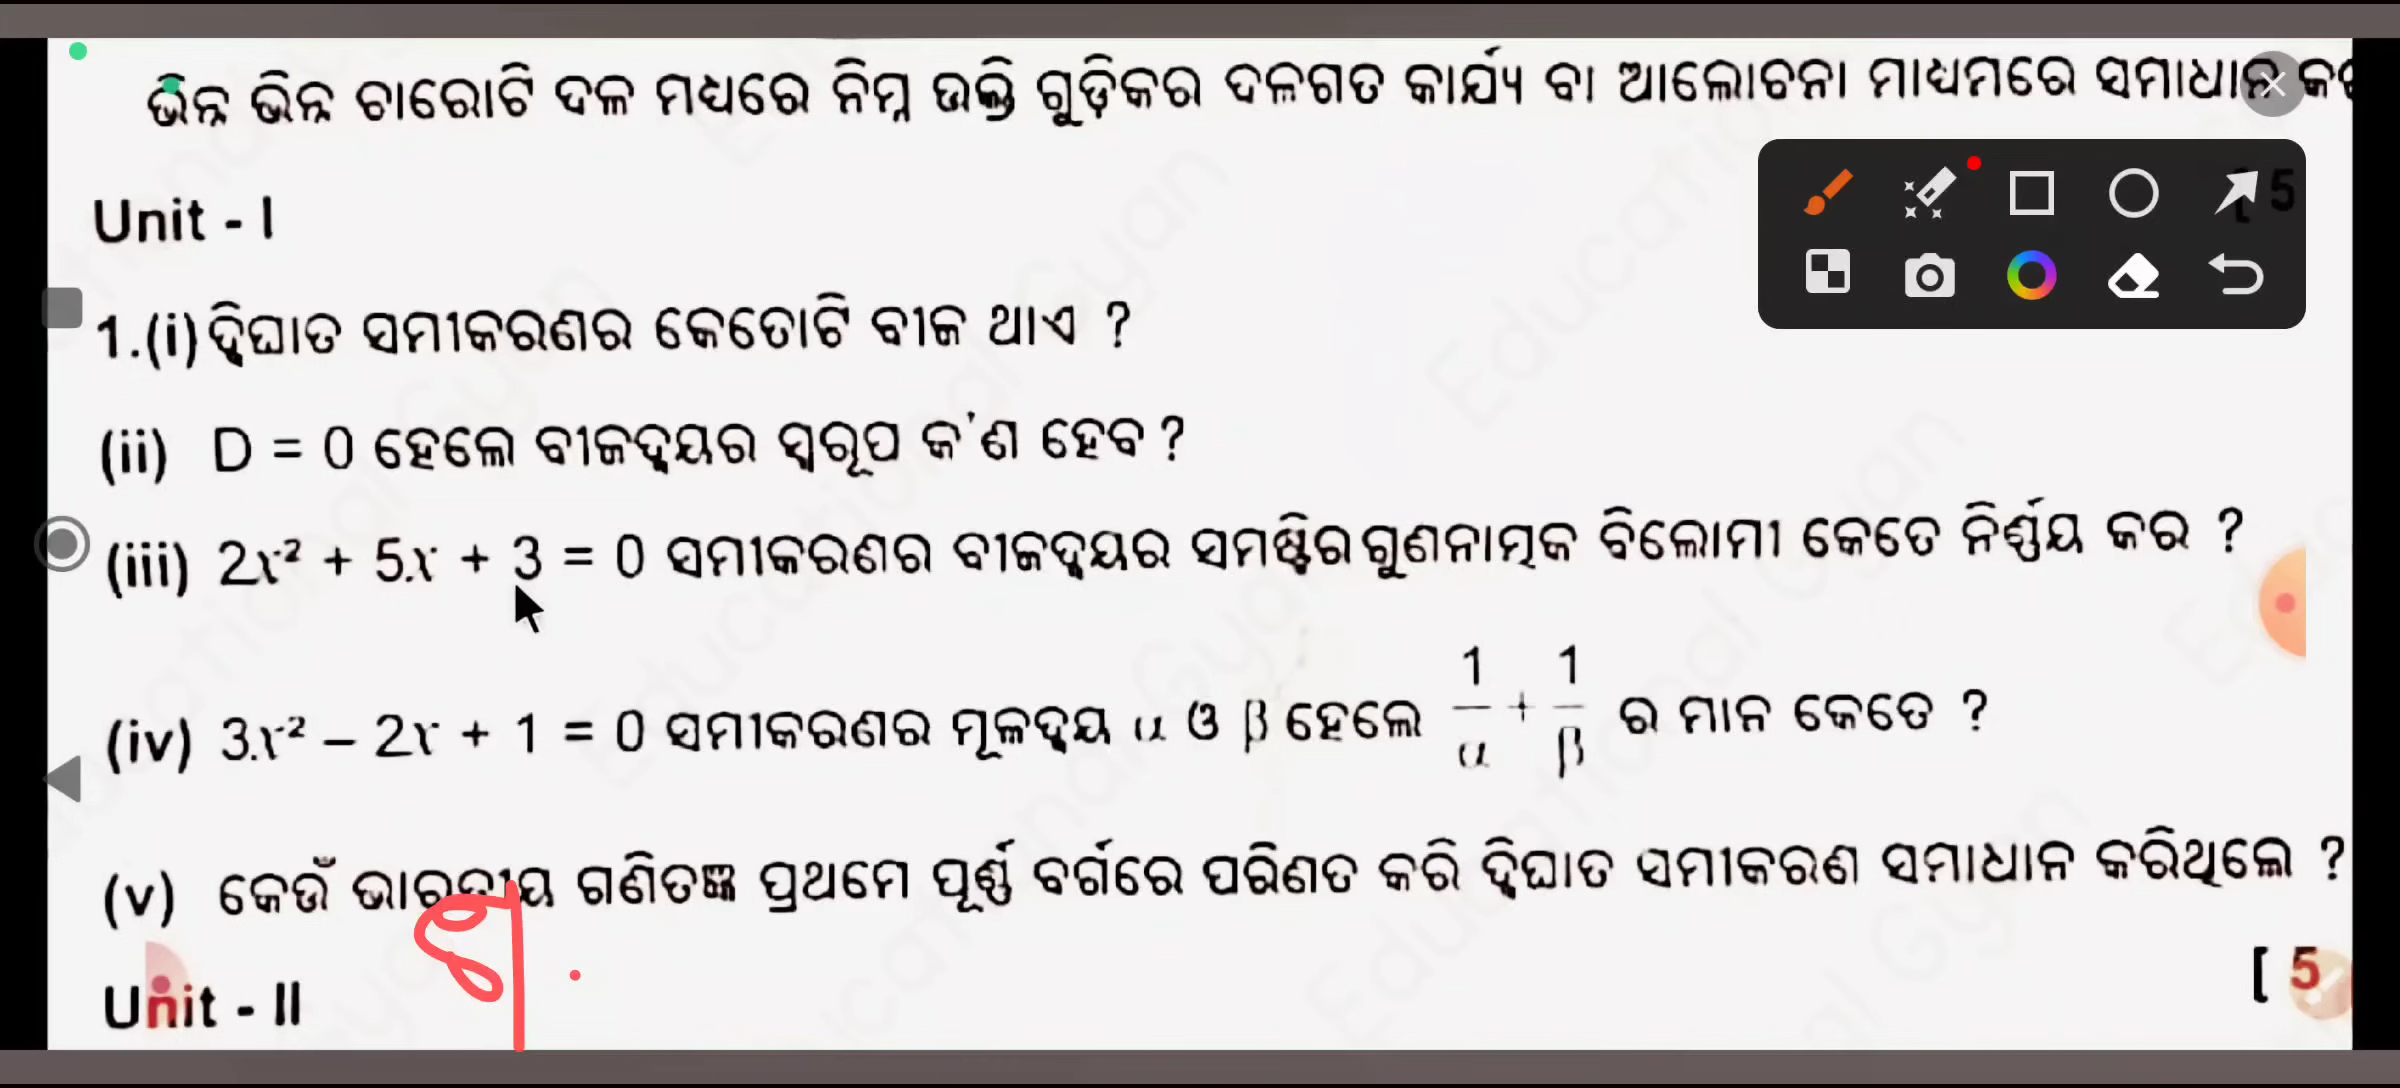 ଭିନ୍ନ ଭିନ୍ନ ଚାରୋଟି ଦଳ ମଧ୍ୟରେ ନିମ୍ନ ଉକ୍ତି ଗୁଡ଼ିକର ଦଳଗତ କାର୍ଯ୍ୟ ବା ଆଲୋଚନା ମାଧ୍ୟମରେ ସମାଧାନ
[ 5
Unit - I
1.(i) ଦ୍ୱିଘାତ ସମୀକରଣର କେତୋଟି ବୀଜ ଥାଏ ?
(ii) D = 0 ହେଲେ ବୀଜଦ୍ୱୟର ସ୍ୱରୂପ କ'ଣ ହେବ ?
(iii) 2x² + 5x + 3 = 0 ସମୀକରଣର ବୀଜଦ୍ୱୟର ସମଷ୍ଟିର ଗୁଣନାତ୍ମକ ବିଲୋମୀ କେତେ ନିର୍ଣ୍ଣୟ କର ?
(iv) 3x² – 2x + 1 = 0 ସମୀକରଣର ମୂଳଦ୍ୱୟ α ଓ β ହେଲେ 1/α + 1/β ର ମାନ କେତେ ?
(v) କେଉଁ ଭାରତୀୟ ଗଣିତଜ୍ଞ ପ୍ରଥମେ ପୂର୍ଣ୍ଣ ବର୍ଗରେ ପରିଣତ କରି ଦ୍ୱିଘାତ ସମୀକରଣ ସମାଧାନ କରିଥିଲେ ?
[ 5
Unit - II